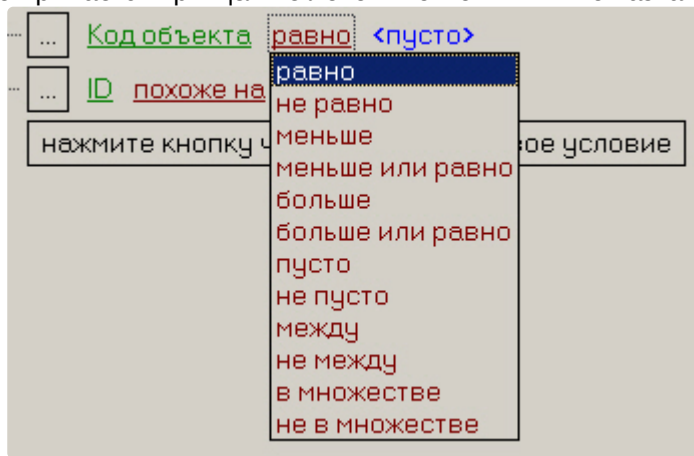 ... Код объекта равно <пусто>
... ID похоже на
нажмите кнопку ое условие
равно
не равно
меньше
меньше или равно
больше
больше или равно
пусто
не пусто
между
не между
в множестве
не в множестве